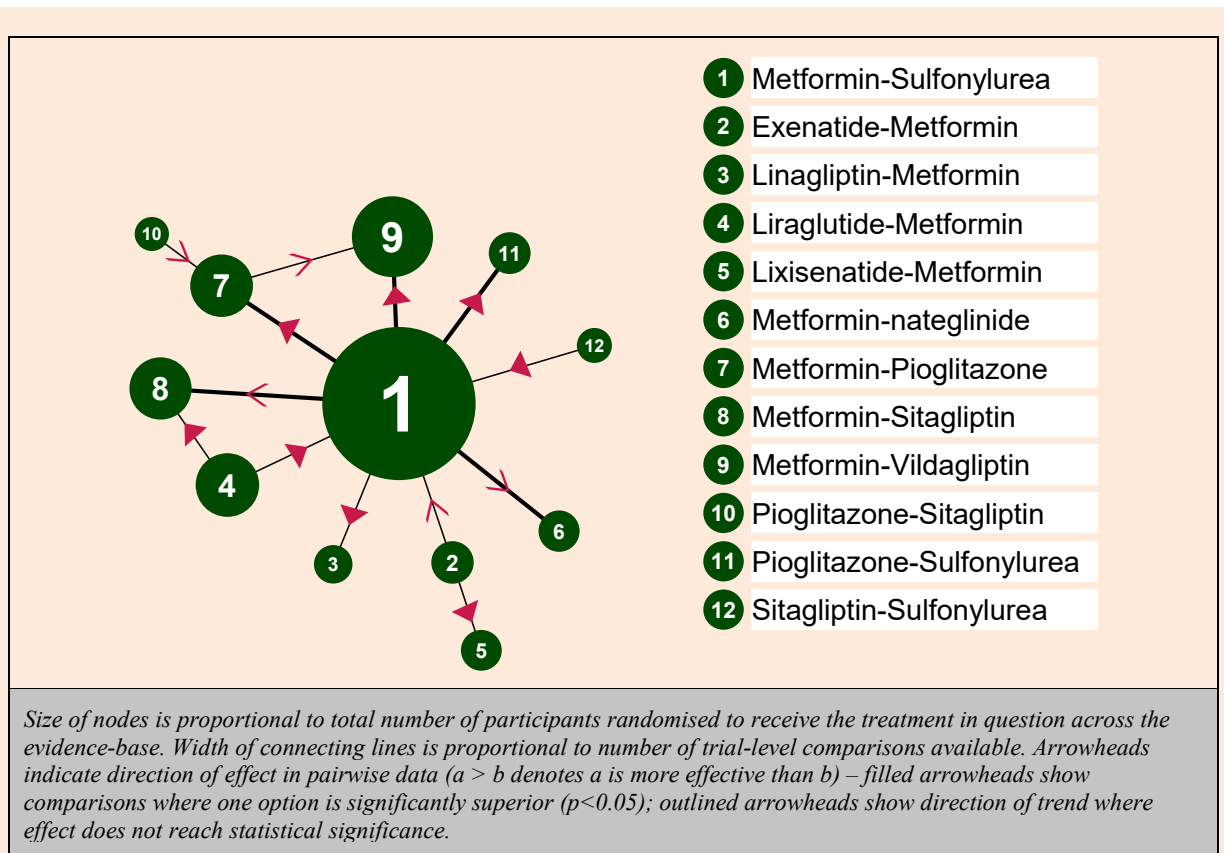 10
9
11
7
12
8
1
4
6
3
2
5
1 Metformin-Sulfonylurea
2 Exenatide-Metformin
3 Linagliptin-Metformin
4 Liraglutide-Metformin
5 Lixisenatide-Metformin
6 Metformin-nateglinide
7 Metformin-Pioglitazone
8 Metformin-Sitagliptin
9 Metformin-Vildagliptin
10 Pioglitazone-Sitagliptin
11 Pioglitazone-Sulfonylurea
12 Sitagliptin-Sulfonylurea
Size of nodes is proportional to total number of participants randomised to receive the treatment in question across the
evidence-base. Width of connecting lines is proportional to number of trial-level comparisons available. Arrowheads
indicate direction of effect in pairwise data (a > b denotes a is more effective than b) – filled arrowheads show
comparisons where one option is significantly superior (p<0.05); outlined arrowheads show direction of trend where
effect does not reach statistical significance.